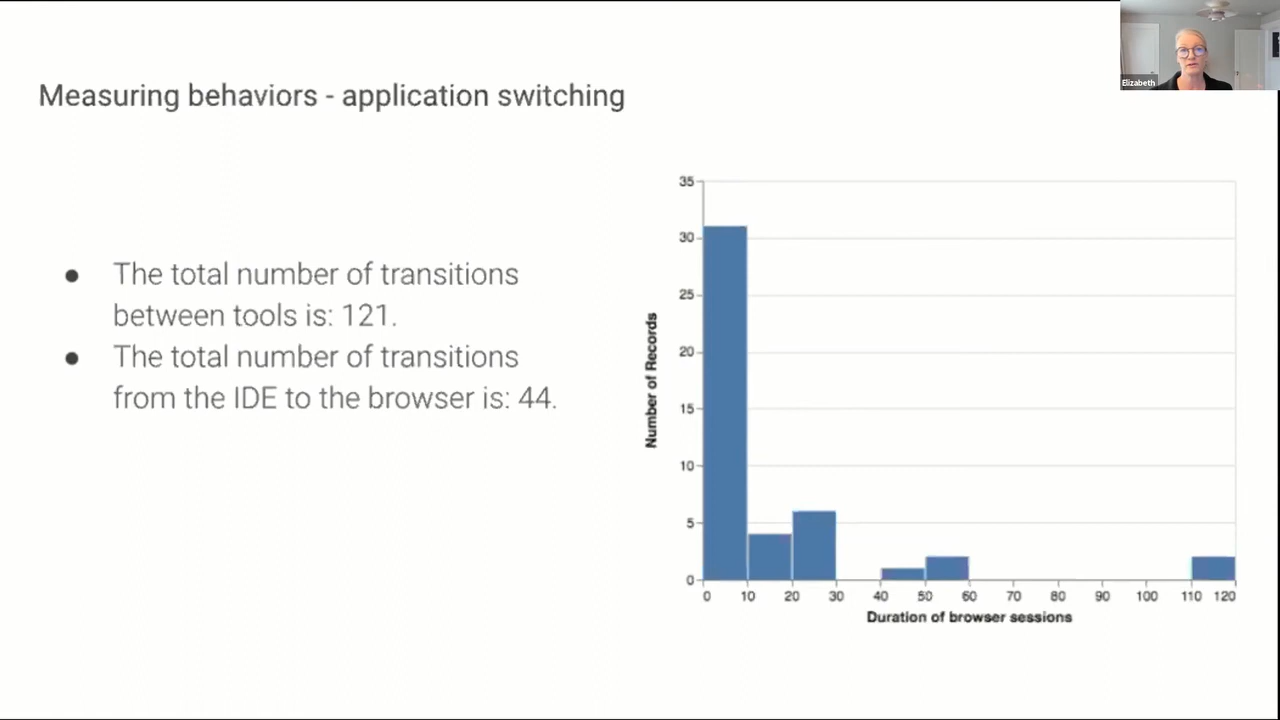 Elizabeth
Measuring behaviors - application switching
● The total number of transitions
between tools is: 121.
● The total number of transitions
from the IDE to the browser is: 44.
Number of Records
35
30
25
20
15
10
5
0
0 10 20 30 40 50 60 70 80 90 100 110 120
Duration of browser sessions